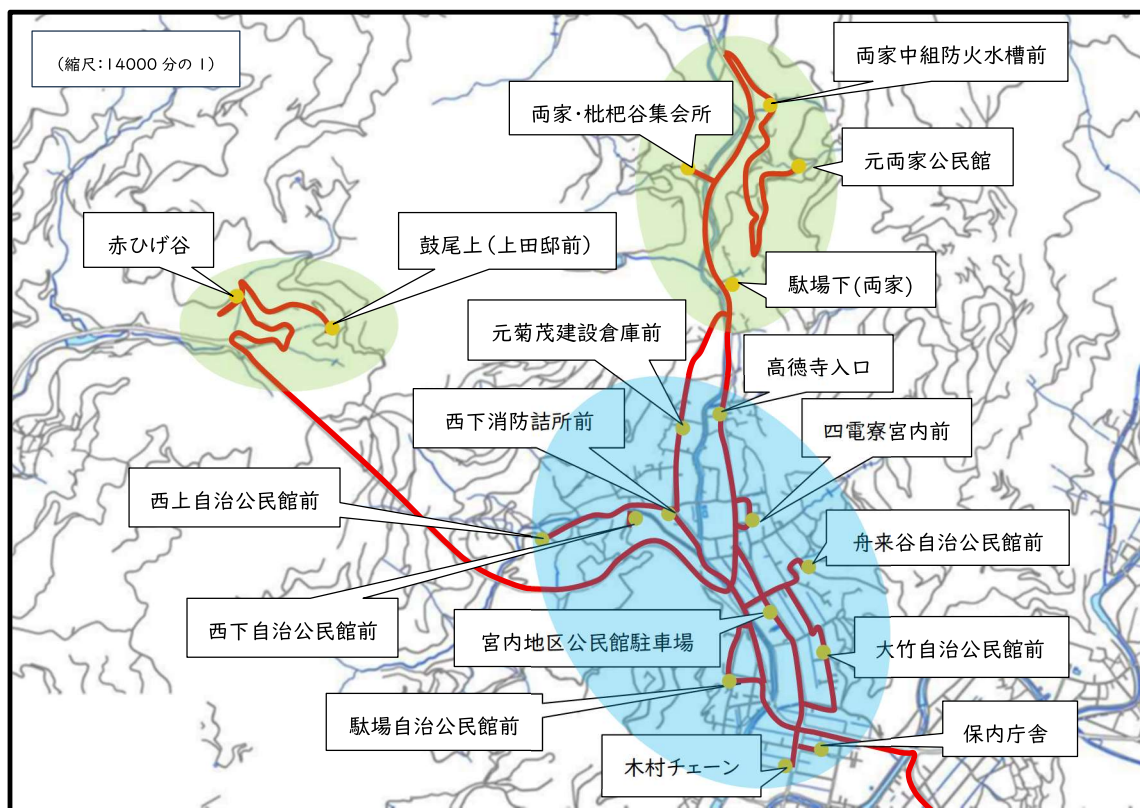 (縮尺:14000 分の 1)
両家中組防火水槽前
両家・枇杷谷集会所
元両家公民館
赤ひげ谷
鼓尾上(上田邸前)
駄場下(両家)
元菊茂建設倉庫前
高徳寺入口
西下消防詰所前
四電寮宮内前
西上自治公民館前
舟来谷自治公民館前
西下自治公民館前
宮内地区公民館駐車場
大竹自治公民館前
駄場自治公民館前
保内庁舎
木村チェーン